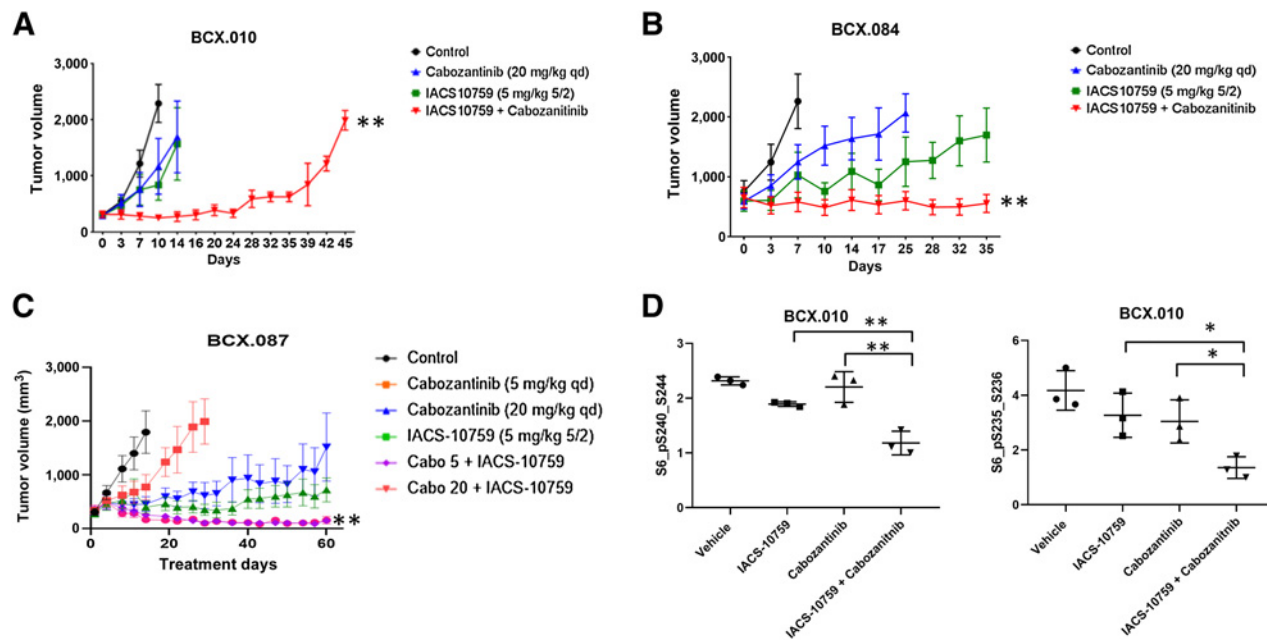 A
BCX.010
Tumor volume
3,000
2,000
1,000
0
0 3 7 10 14 16 20 24 28 32 35 39 42 45
Days
Control
Cabozantinib (20 mg/kg qd)
IACS10759 (5 mg/kg 5/2)
IACS10759 + Cabozanitinib
**
B
BCX.084
Tumor volume
3,000
2,000
1,000
0
0 3 7 10 14 17 25 28 32 35
Days
Control
Cabozantinib (20 mg/kg qd)
IACS10759 (5 mg/kg 5/2)
IACS10759 + Cabozanitinib
**
C
BCX.087
Tumor volume (mm³)
3,000
2,000
1,000
0
0 20 40 60
Treatment days
Control
Cabozantinib (5 mg/kg qd)
Cabozantinib (20 mg/kg qd)
IACS-10759 (5 mg/kg 5/2)
Cabo 5 + IACS-10759
Cabo 20 + IACS-10759
**
D
BCX.010
**
**
S6_pS240_S244
3
2
1
0
Vehicle
IACS-10759
Cabozantinib
IACS-10759 + Cabozanitnib
BCX.010
*
*
S6_pS235_S236
6
4
2
0
Vehicle
IACS-10759
Cabozantinib
IACS-10759 + Cabozanitnib